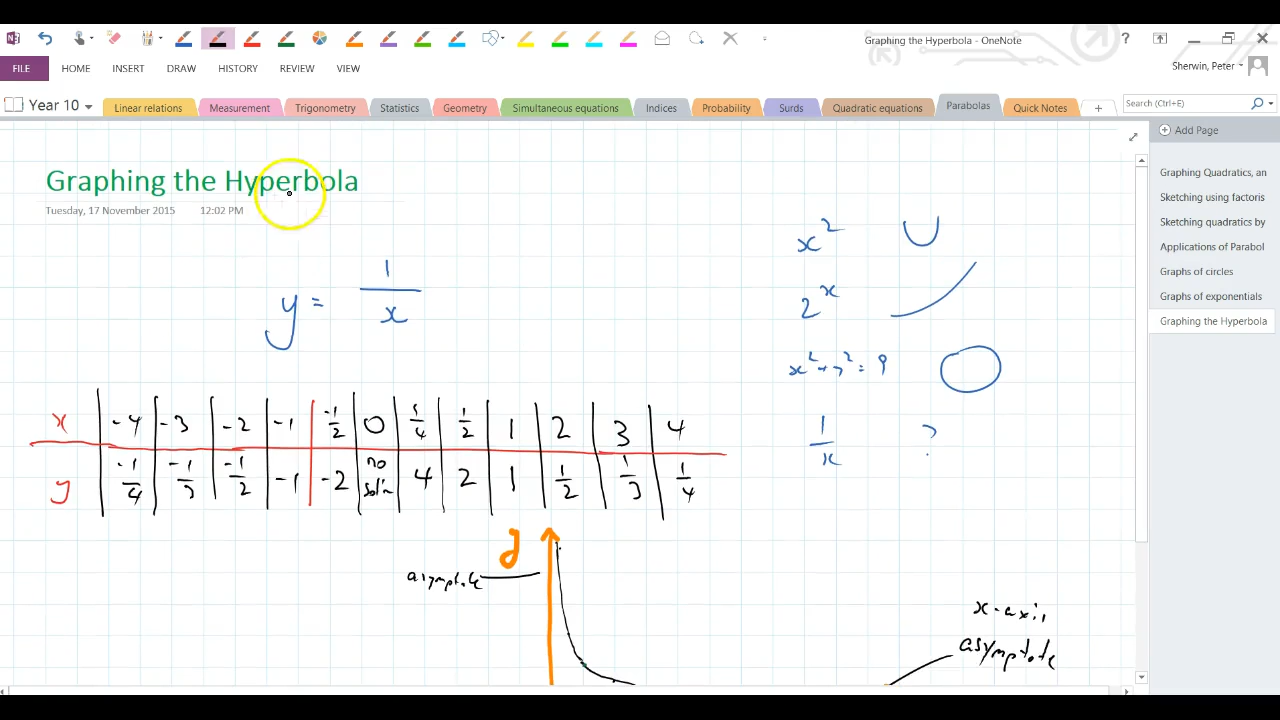 Graphing the Hyperbola - OneNote
?
FILE HOME INSERT DRAW HISTORY REVIEW VIEW
Sherwin, Peter
Year 10 Linear relations Measurement Trigonometry Statistics Geometry Simultaneous equations Indices Probability Surds Quadratic equations Parabolas Quick Notes +
Search (Ctrl+E)
Add Page
Graphing the Hyperbola
Tuesday, 17 November 2015 12:02 PM
Graphing Quadratics, an
Sketching using factoris
Sketching quadratics by
Applications of Parabol
Graphs of circles
Graphs of exponentials
Graphing the Hyperbola
y = 1/x
x²
2ˣ
x² + y² = 9
1/x ?
x -4 -3 -2 -1 -1/2 0 1/4 1/2 1 2 3 4
y -1/4 -1/3 -1/2 -1 -2 no sol'n 4 2 1 1/2 1/3 1/4
y
asymptote
x-axis
asymptote